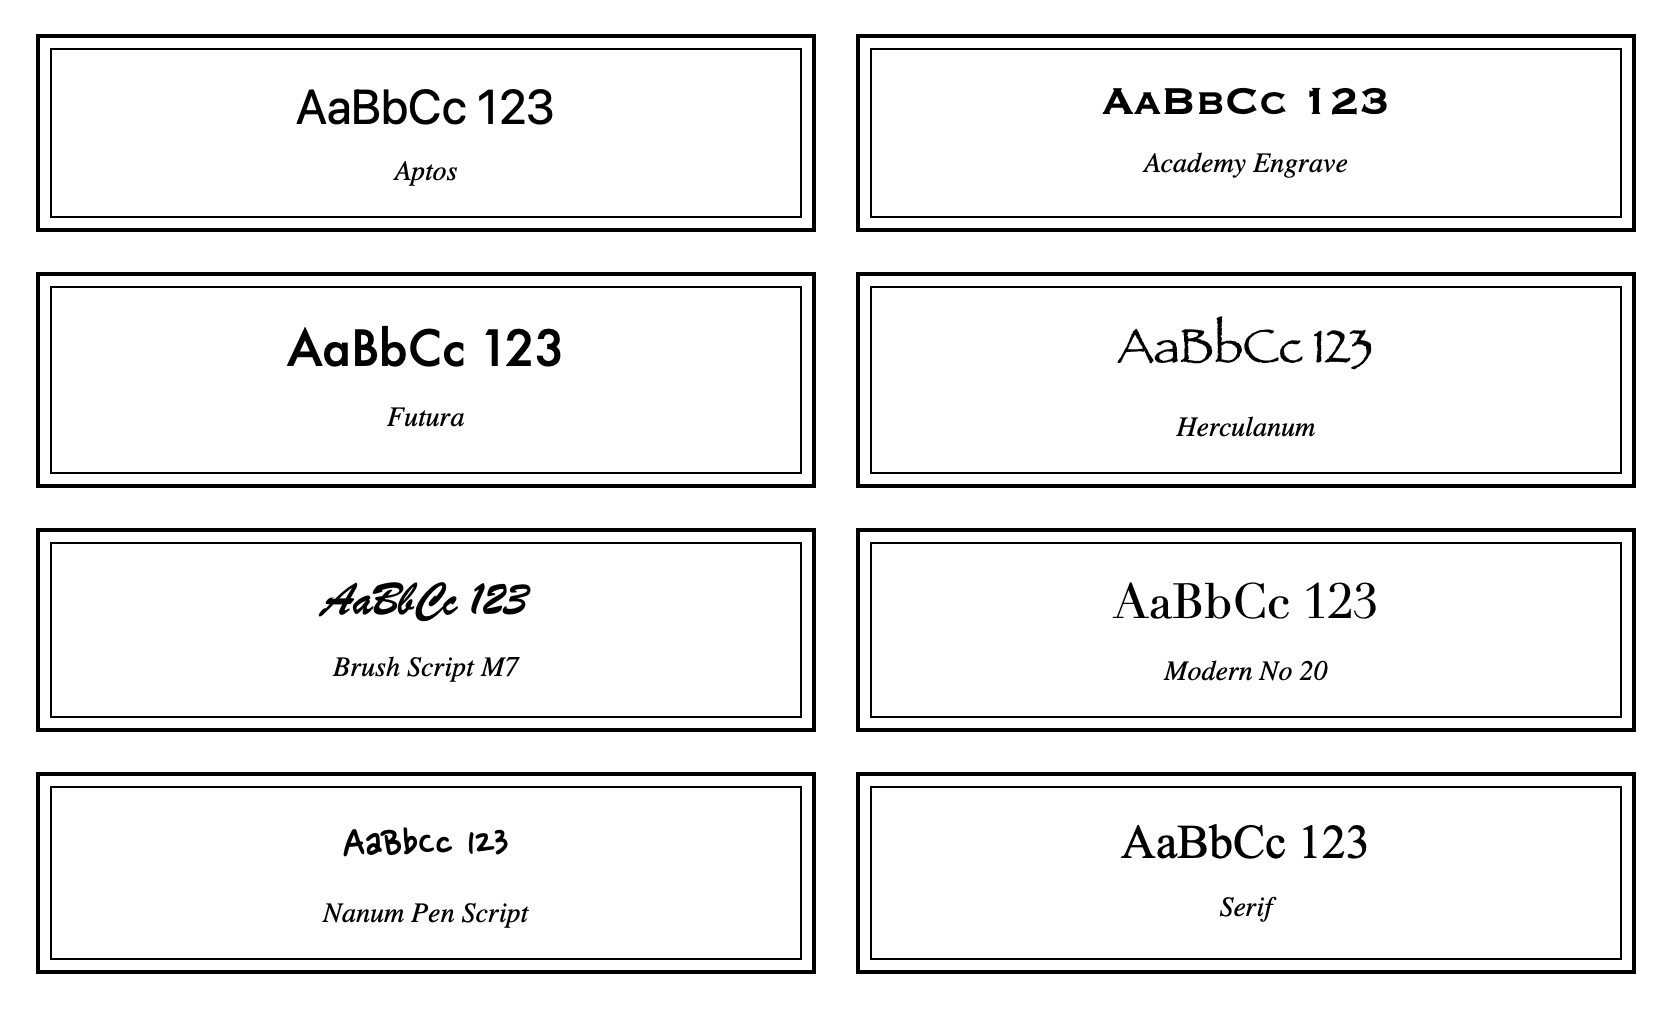 AaBbCc 123
Aptos
AaBbCc 123
Academy Engrave
AaBbCc 123
Futura
AaBbCc 123
Herculanum
AaBbCc 123
Brush Script M7
AaBbCc 123
Modern No 20
AaBbCc 123
Nanum Pen Script
AaBbCc 123
Serif